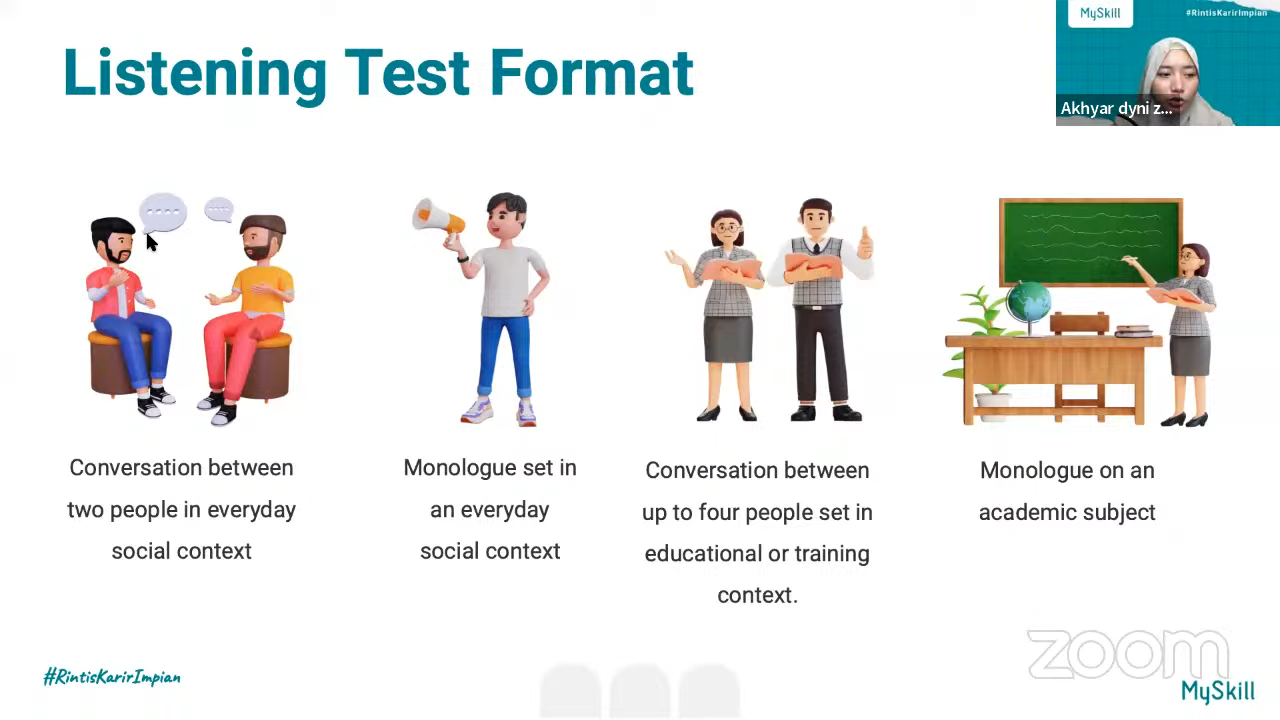 Listening Test Format
MySkill
#RintisKarirImpian
Akhyar dyni z...
Conversation between
two people in everyday
social context
Monologue set in
an everyday
social context
Conversation between
up to four people set in
educational or training
context.
Monologue on an
academic subject
#RintisKarirImpian
zoom
MySkill